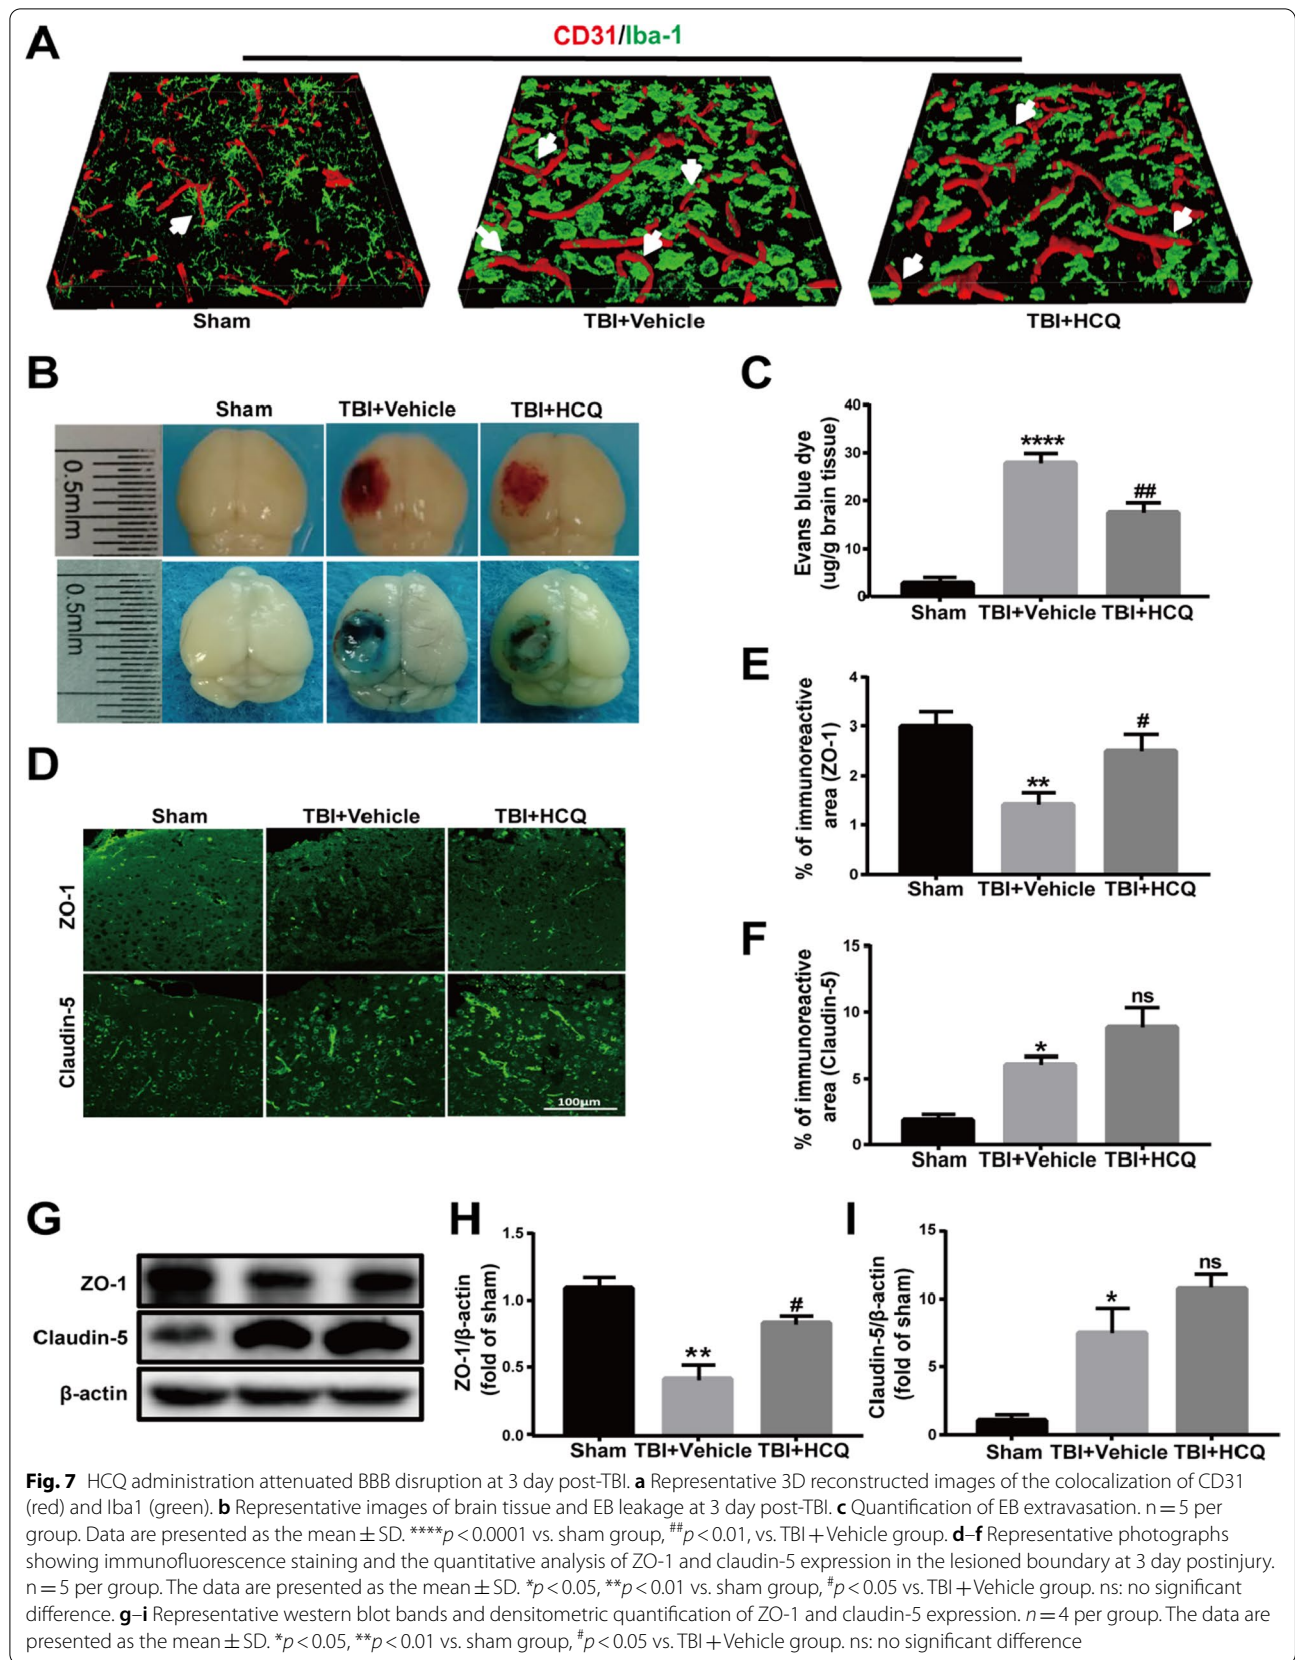 A
CD31/Iba-1
Sham
TBI+Vehicle
TBI+HCQ
B
Sham
TBI+Vehicle
TBI+HCQ
0.5mm
0.5mm
C
Evans blue dye
(ug/g brain tissue)
40
30
20
10
0
****
##
Sham
TBI+Vehicle
TBI+HCQ
D
Sham
TBI+Vehicle
TBI+HCQ
ZO-1
Claudin-5
100μm
E
% of immunoreactive
area (ZO-1)
4
3
2
1
0
**
#
Sham
TBI+Vehicle
TBI+HCQ
F
% of immunoreactive
area (Claudin-5)
15
10
5
0
*
ns
Sham
TBI+Vehicle
TBI+HCQ
G
ZO-1
Claudin-5
β-actin
H
ZO-1/β-actin
(fold of sham)
1.5
1.0
0.5
0.0
**
#
Sham
TBI+Vehicle
TBI+HCQ
I
Claudin-5/β-actin
(fold of sham)
15
10
5
0
*
ns
Sham
TBI+Vehicle
TBI+HCQ
Fig. 7 HCQ administration attenuated BBB disruption at 3 day post-TBI. a Representative 3D reconstructed images of the colocalization of CD31
(red) and Iba1 (green). b Representative images of brain tissue and EB leakage at 3 day post-TBI. c Quantification of EB extravasation. n = 5 per
group. Data are presented as the mean ± SD. ****p < 0.0001 vs. sham group, ##p < 0.01, vs. TBI + Vehicle group. d–f Representative photographs
showing immunofluorescence staining and the quantitative analysis of ZO-1 and claudin-5 expression in the lesioned boundary at 3 day postinjury.
n = 5 per group. The data are presented as the mean ± SD. *p < 0.05, **p < 0.01 vs. sham group, #p < 0.05 vs. TBI + Vehicle group. ns: no significant
difference. g–i Representative western blot bands and densitometric quantification of ZO-1 and claudin-5 expression. n = 4 per group. The data are
presented as the mean ± SD. *p < 0.05, **p < 0.01 vs. sham group, #p < 0.05 vs. TBI + Vehicle group. ns: no significant difference